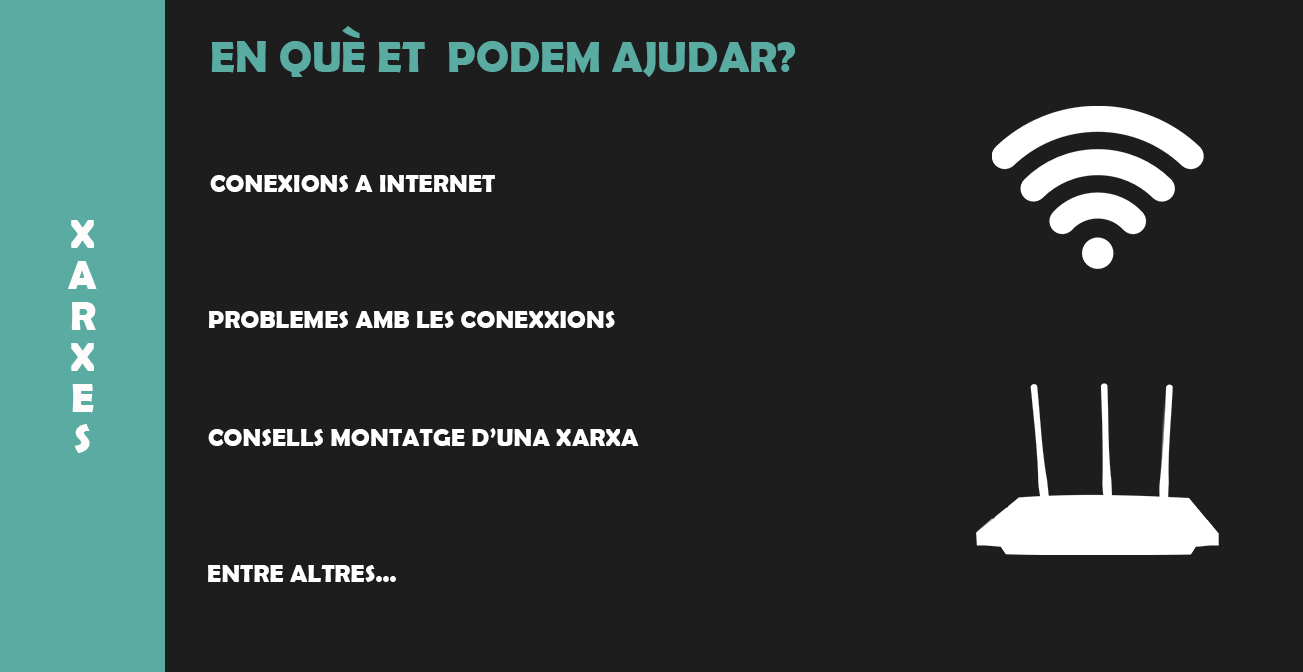 EN QUÈ ET  PODEM AJUDAR?
XARXES
CONEXIONS A INTERNET
PROBLEMES AMB LES CONEXXIONS
CONSELLS MONTATGE D’UNA XARXA
ENTRE ALTRES...